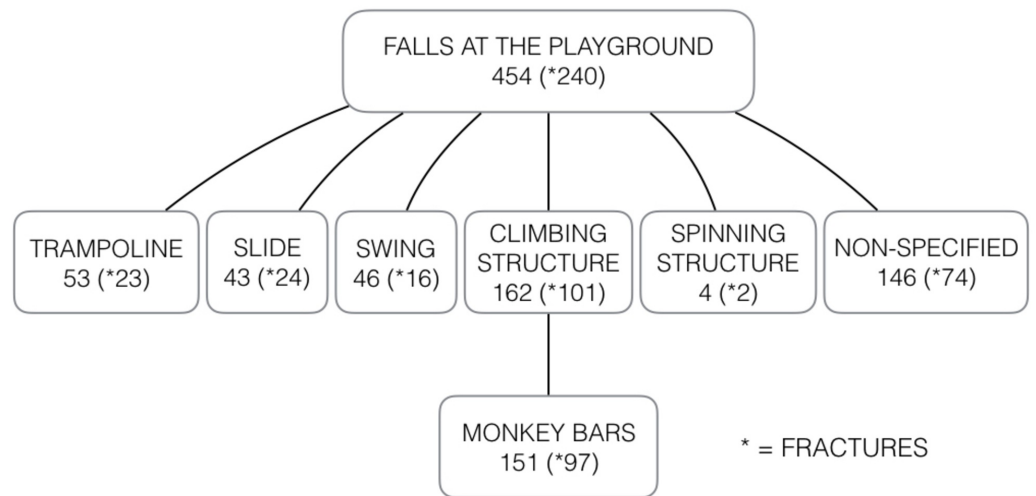 FALLS AT THE PLAYGROUND
454 (*240)
TRAMPOLINE
53 (*23)
SLIDE
43 (*24)
SWING
46 (*16)
CLIMBING
STRUCTURE
162 (*101)
SPINNING
STRUCTURE
4 (*2)
NON-SPECIFIED
146 (*74)
MONKEY BARS
151 (*97)
* = FRACTURES